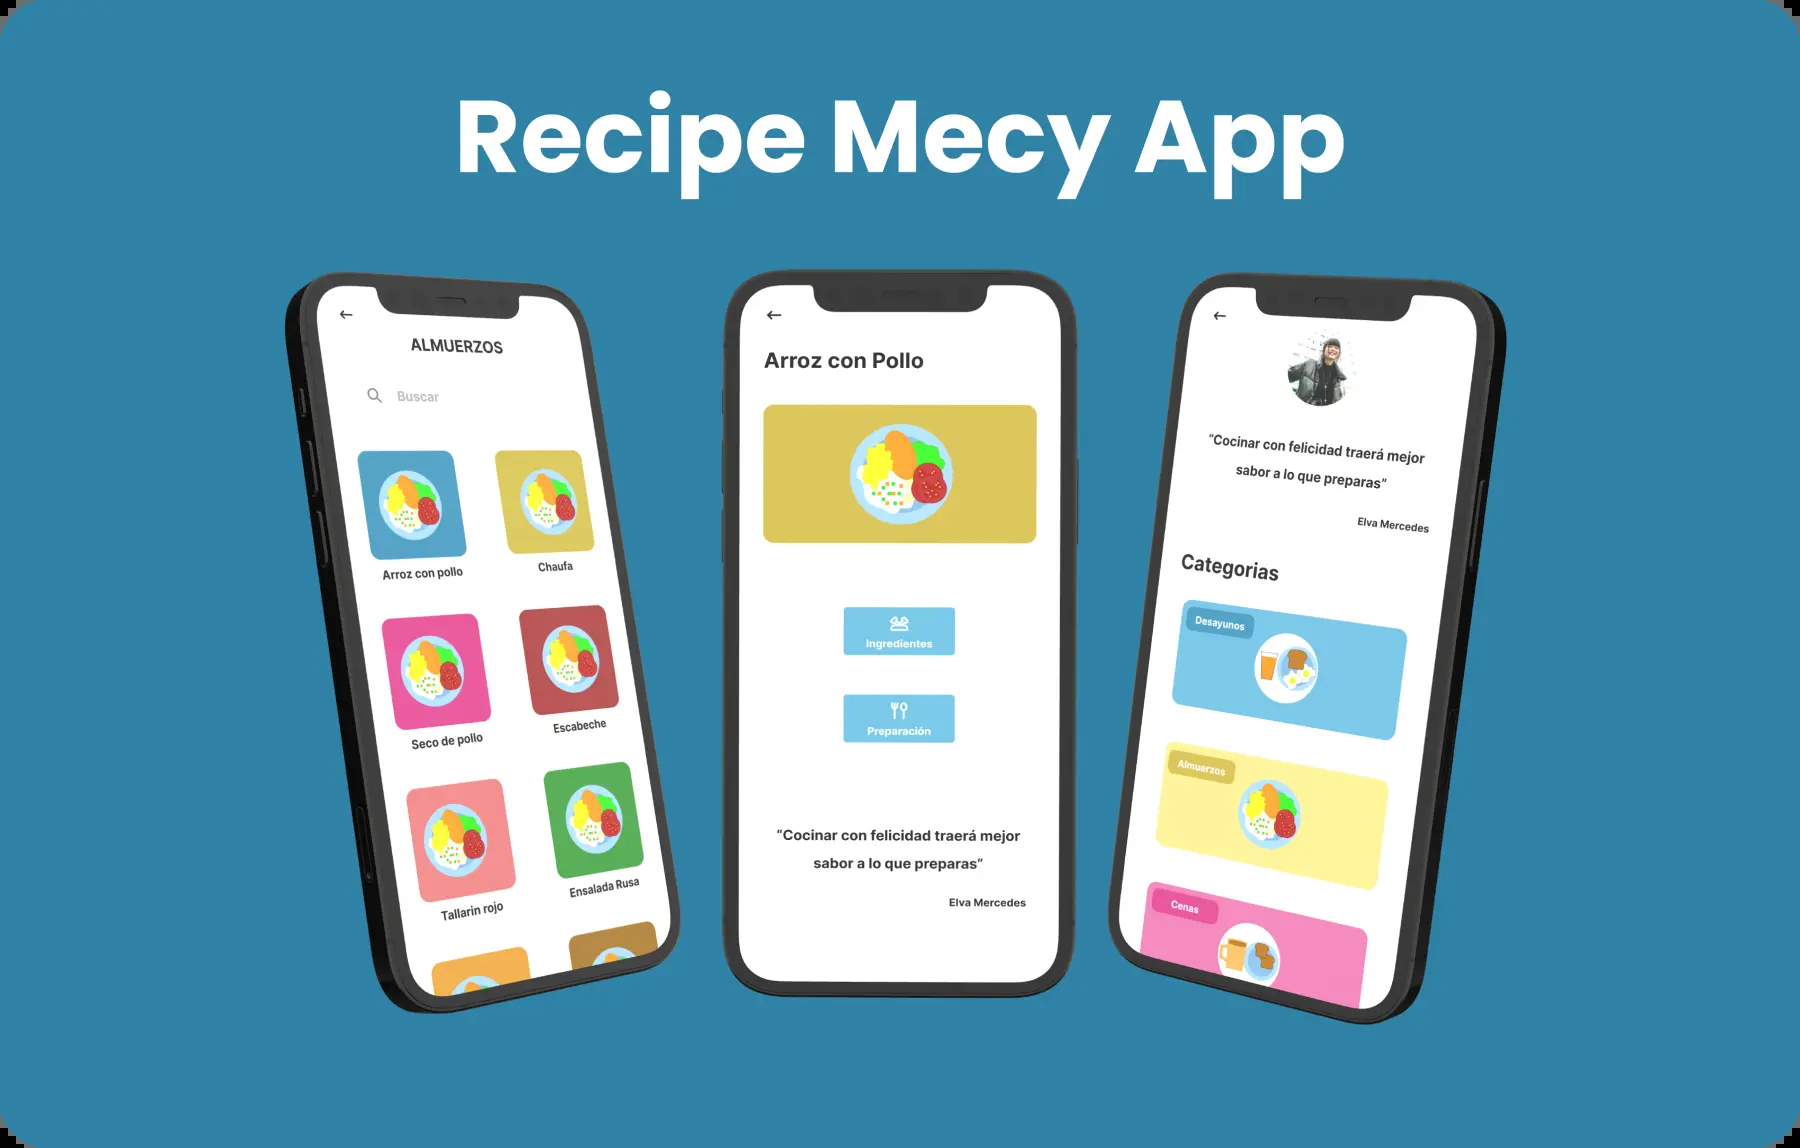 Recipe Mecy App
ALMUERZOS
Buscar
Arroz con pollo
Chaufa
Seco de pollo
Escabeche
Tallarin rojo
Ensalada Rusa
Arroz con Pollo
Ingredientes
Preparación
“Cocinar con felicidad traerá mejor
sabor a lo que preparas”
Elva Mercedes
“Cocinar con felicidad traerá mejor
sabor a lo que preparas”
Elva Mercedes
Categorias
Desayunos
Almuerzos
Cenas